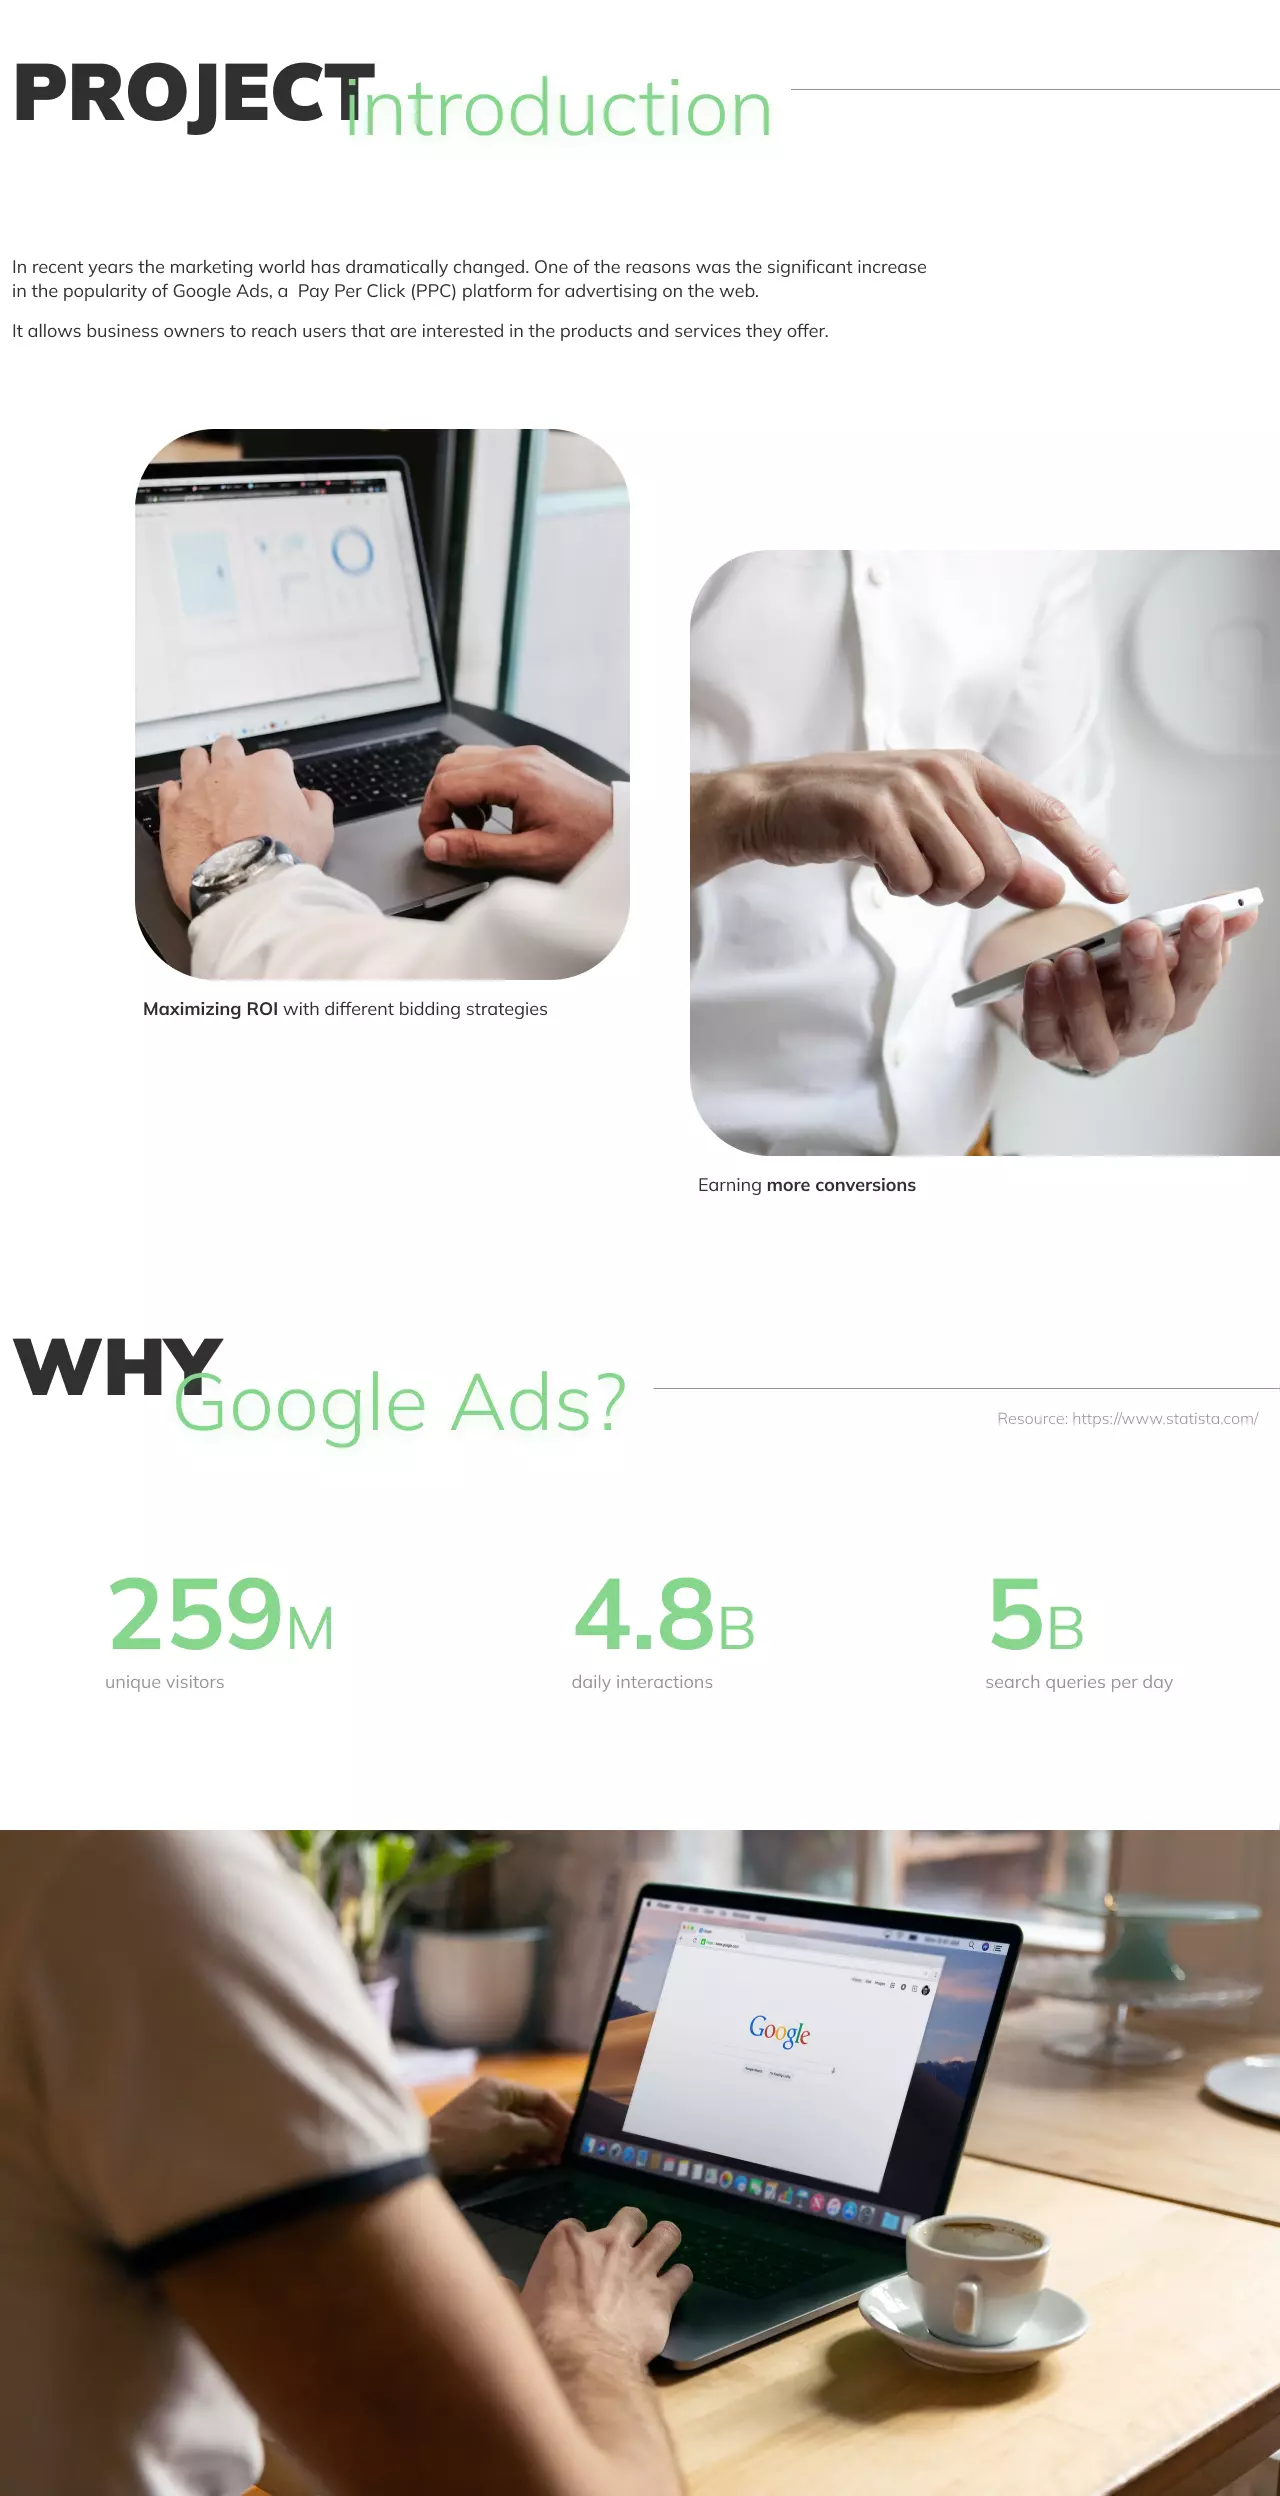 PROJECT
introduction
In recent years the marketing world has dramatically changed. One of the reasons was the significant increase
in the popularity of Google Ads, a  Pay Per Click (PPC) platform for advertising on the web.
It allows business owners to reach users that are interested in the products and services they offer.
Maximizing ROI with different bidding strategies
Earning more conversions
WHY
Google Ads?
Resource: https://www.statista.com/
259M
4.8B
5B
unique visitors
daily interactions
search queries per day
Google